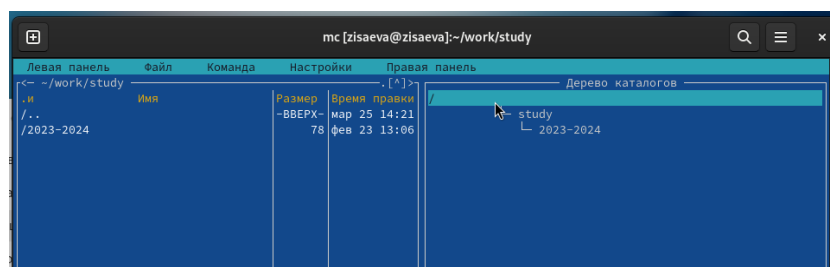 mc [zisaeva@zisaeva]:~/work/study
Левая панель Файл Команда Настройки Правая панель
<— ~/work/study .[^]>
Дерево каталогов
.и Имя Размер Время правки
/
/.. -ВВЕРХ- мар 25 14:21
study
/2023-2024 78 фев 23 13:06
2023-2024